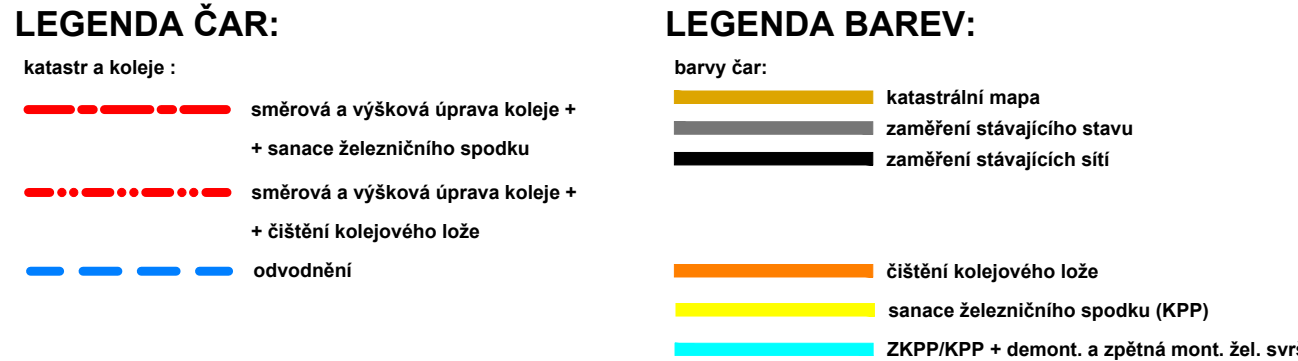 LEGENDA ČAR:
katastr a koleje :
směrová a výšková úprava koleje +
+ sanace železničního spodku
směrová a výšková úprava koleje +
+ čištění kolejového lože
odvodnění
LEGENDA BAREV:
barvy čar:
katastrální mapa
zaměření stávajícího stavu
zaměření stávajících sítí
čištění kolejového lože
sanace železničního spodku (KPP)
ZKPP/KPP + demont. a zpětná mont. žel.